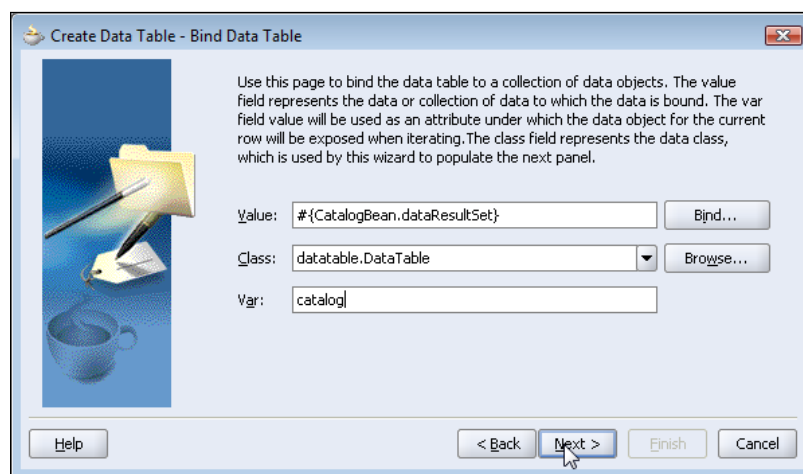 Create Data Table - Bind Data Table
Use this page to bind the data table to a collection of data objects. The value
field represents the data or collection of data to which the data is bound. The var
field value will be used as an attribute under which the data object for the current
row will be exposed when iterating.The class field represents the data class,
which is used by this wizard to populate the next panel.
Value: #{CatalogBean.dataResultSet} Bind...
Class: datatable.DataTable Browse...
Var: catalog
Help < Back Next > Finish Cancel